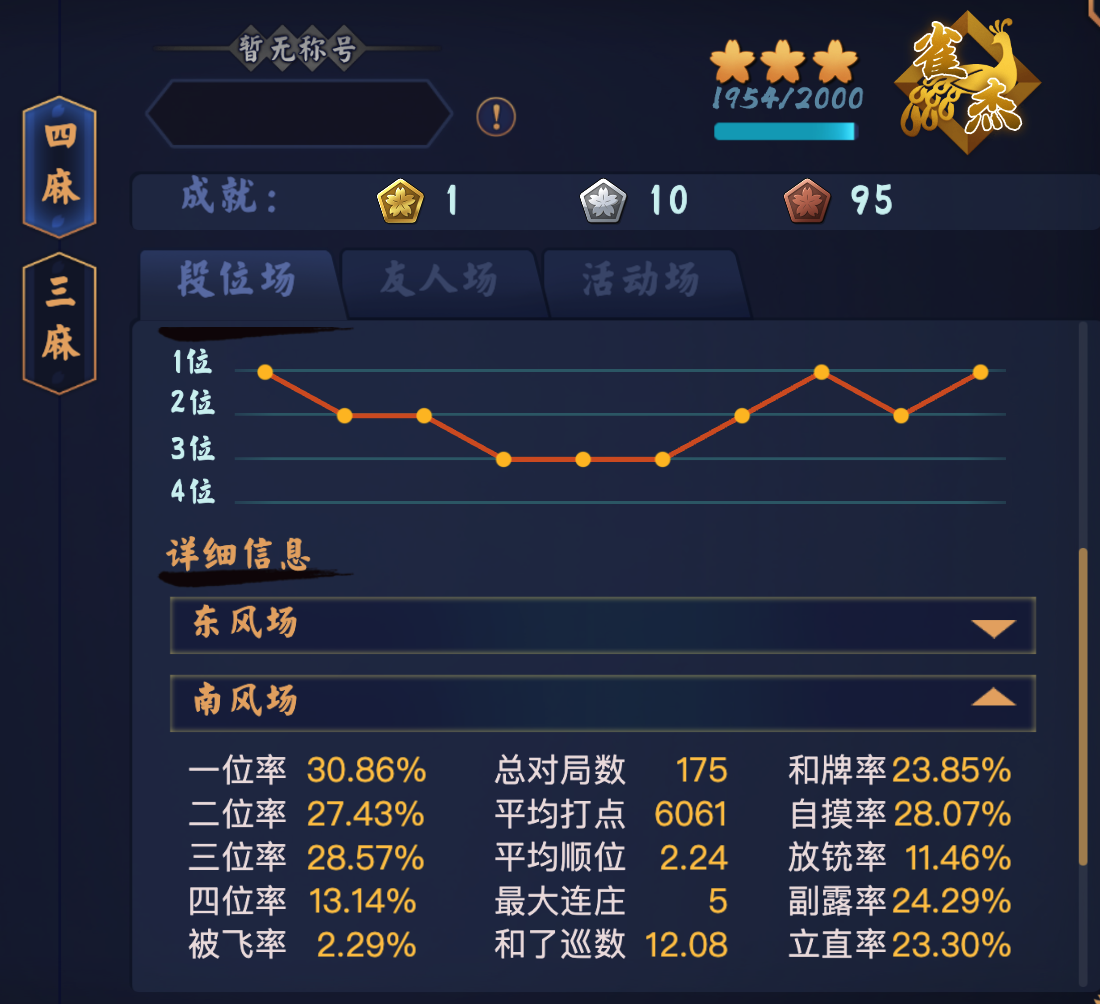 暂无称号
!
1954/2000
雀杰
四麻
三麻
成就： 1 10 95
段位场 友人场 活动场
1位
2位
3位
4位
详细信息
东风场
南风场
一位率 30.86% 总对局数 175 和牌率 23.85%
二位率 27.43% 平均打点 6061 自摸率 28.07%
三位率 28.57% 平均顺位 2.24 放铳率 11.46%
四位率 13.14% 最大连庄 5 副露率 24.29%
被飞率 2.29% 和了巡数 12.08 立直率 23.30%